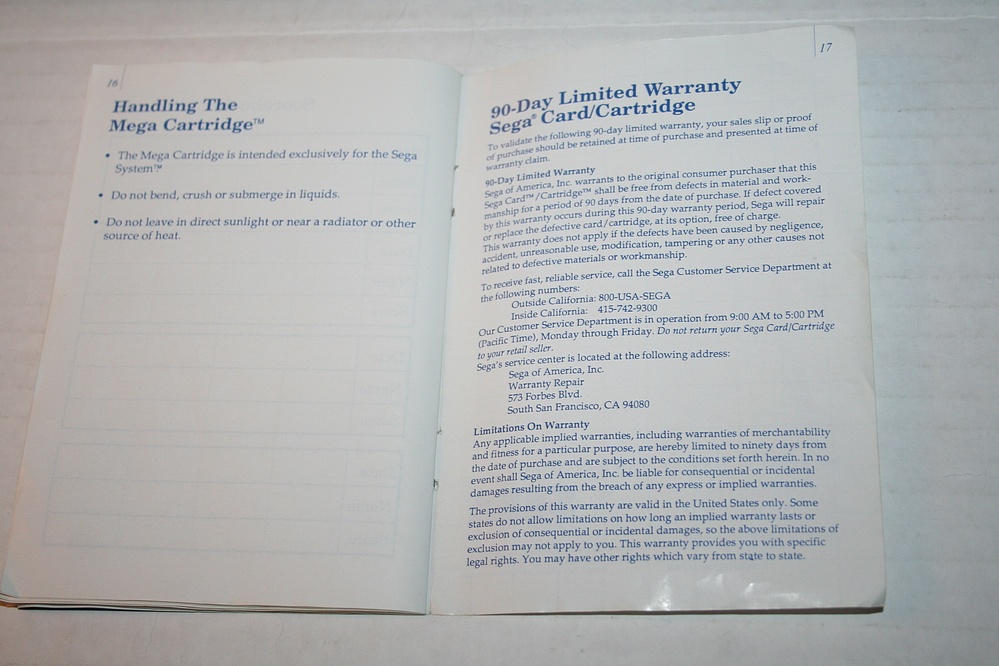 16
Handling The
Mega Cartridge™
• The Mega Cartridge is intended exclusively for the Sega
System™
• Do not bend, crush or submerge in liquids.
• Do not leave in direct sunlight or near a radiator or other
source of heat.
17
90-Day Limited Warranty
Sega® Card/Cartridge
To validate the following 90-day limited warranty, your sales slip or proof
of purchase should be retained at time of purchase and presented at time of
warranty claim.
90-Day Limited Warranty
Sega of America, Inc. warrants to the original consumer purchaser that this
Sega Card™/Cartridge™ shall be free from defects in material and work-
manship for a period of 90 days from the date of purchase. If defect covered
by this warranty occurs during this 90-day warranty period, Sega will repair
or replace the defective card/cartridge, at its option, free of charge.
This warranty does not apply if the defects have been caused by negligence,
accident, unreasonable use, modification, tampering or any other causes not
related to defective materials or workmanship.
To receive fast, reliable service, call the Sega Customer Service Department at
the following numbers:
Outside California: 800-USA-SEGA
Inside California: 415-742-9300
Our Customer Service Department is in operation from 9:00 AM to 5:00 PM
(Pacific Time), Monday through Friday. Do not return your Sega Card/Cartridge
to your retail seller.
Sega's service center is located at the following address:
Sega of America, Inc.
Warranty Repair
573 Forbes Blvd.
South San Francisco, CA 94080
Limitations On Warranty
Any applicable implied warranties, including warranties of merchantability
and fitness for a particular purpose, are hereby limited to ninety days from
the date of purchase and are subject to the conditions set forth herein. In no
event shall Sega of America, Inc. be liable for consequential or incidental
damages resulting from the breach of any express or implied warranties.
The provisions of this warranty are valid in the United States only. Some
states do not allow limitations on how long an implied warranty lasts or
exclusion of consequential or incidental damages, so the above limitations of
exclusion may not apply to you. This warranty provides you with specific
legal rights. You may have other rights which vary from state to state.